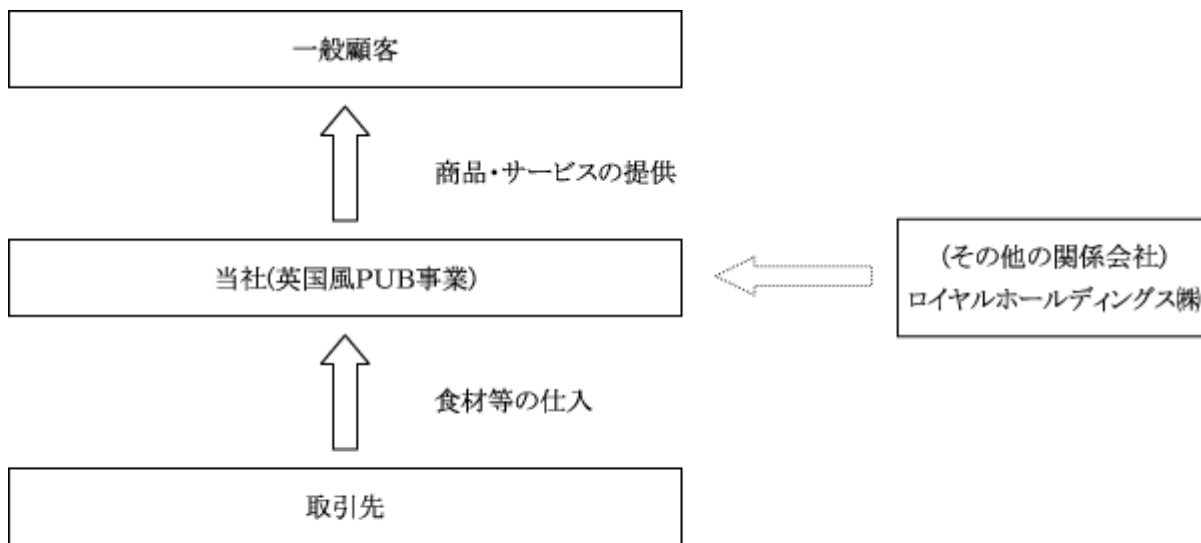 一般顧客
商品・サービスの提供
当社(英国風PUB事業)
(その他の関係会社)
ロイヤルホールディングス㈱
食材等の仕入
取引先